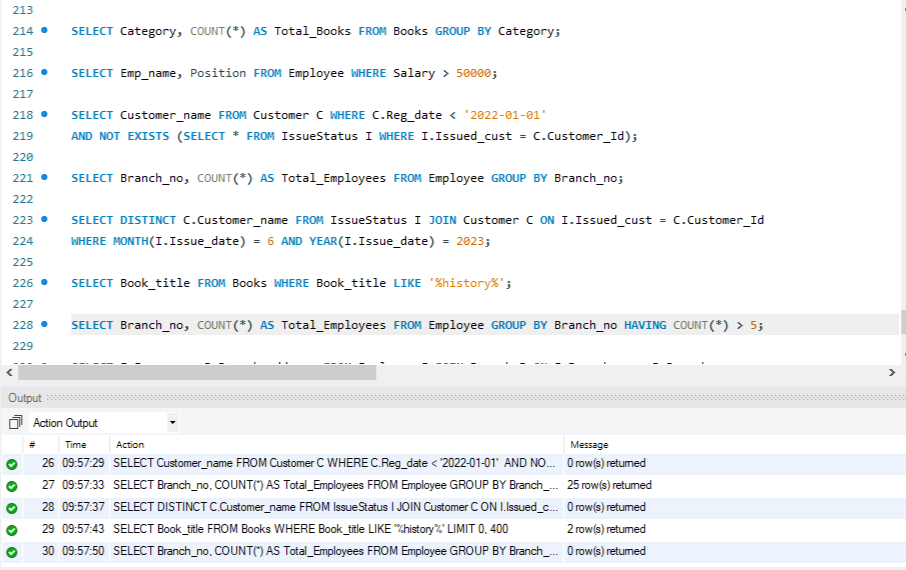 213
214 SELECT Category, COUNT(*) AS Total_Books FROM Books GROUP BY Category;
215
216 SELECT Emp_name, Position FROM Employee WHERE Salary > 50000;
217
218 SELECT Customer_name FROM Customer C WHERE C.Reg_date < '2022-01-01'
219 AND NOT EXISTS (SELECT * FROM IssueStatus I WHERE I.Issued_cust = C.Customer_Id);
220
221 SELECT Branch_no, COUNT(*) AS Total_Employees FROM Employee GROUP BY Branch_no;
222
223 SELECT DISTINCT C.Customer_name FROM IssueStatus I JOIN Customer C ON I.Issued_cust = C.Customer_Id
224 WHERE MONTH(I.Issue_date) = 6 AND YEAR(I.Issue_date) = 2023;
225
226 SELECT Book_title FROM Books WHERE Book_title LIKE '%history%';
227
228 SELECT Branch_no, COUNT(*) AS Total_Employees FROM Employee GROUP BY Branch_no HAVING COUNT(*) > 5;
229
Output
Action Output
# Time Action Message
26 09:57:29 SELECT Customer_name FROM Customer C WHERE C.Reg_date < '2022-01-01' AND NO... 0 row(s) returned
27 09:57:33 SELECT Branch_no, COUNT(*) AS Total_Employees FROM Employee GROUP BY Branch_... 25 row(s) returned
28 09:57:37 SELECT DISTINCT C.Customer_name FROM IssueStatus I JOIN Customer C ON I.Issued_c... 0 row(s) returned
29 09:57:43 SELECT Book_title FROM Books WHERE Book_title LIKE '%history%' LIMIT 0, 400 2 row(s) returned
30 09:57:50 SELECT Branch_no, COUNT(*) AS Total_Employees FROM Employee GROUP BY Branch_... 0 row(s) returned